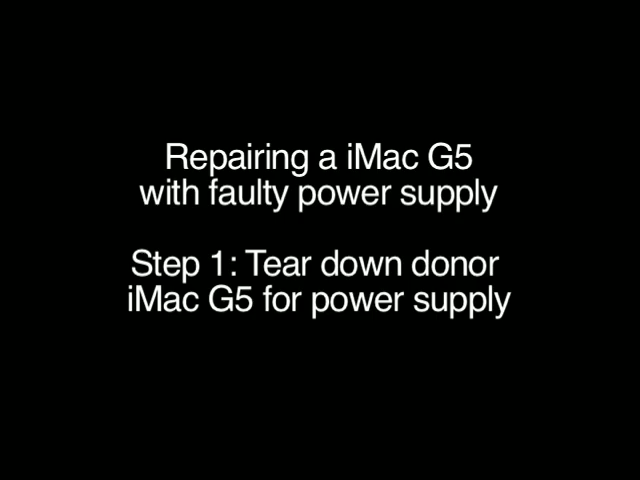 Repairing a iMac G5
with faulty power supply
Step 1: Tear down donor
iMac G5 for power supply